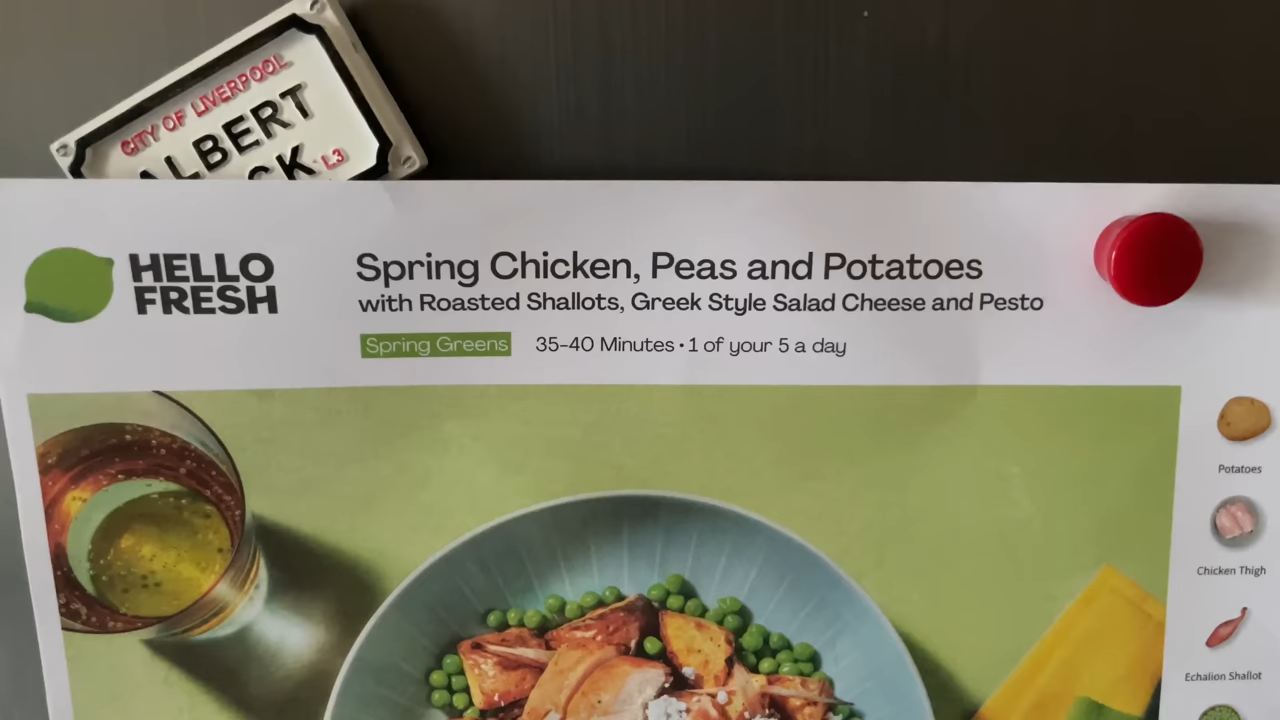 CITY OF LIVERPOOL
ALBERT
CK L3
HELLO
FRESH
Spring Chicken, Peas and Potatoes
with Roasted Shallots, Greek Style Salad Cheese and Pesto
Spring Greens 35-40 Minutes • 1 of your 5 a day
Potatoes
Chicken Thigh
Echalion Shallot